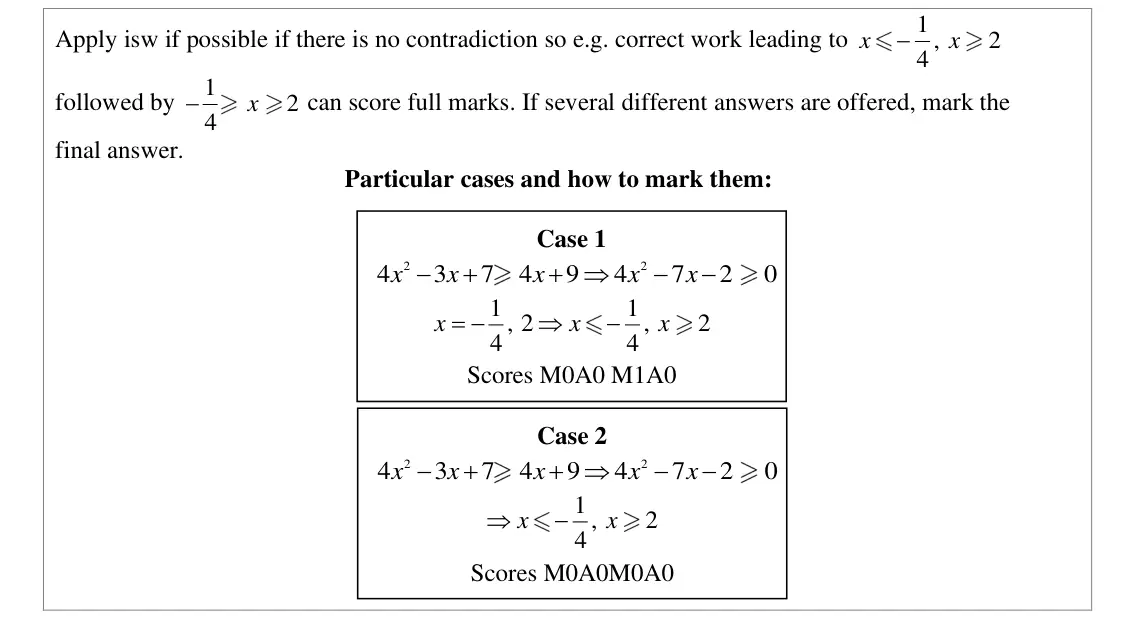 Apply isw if possible if there is no contradiction so e.g. correct work leading to x ⩽ −1/4, x ⩾ 2
followed by −1/4 ⩾ x ⩾ 2 can score full marks. If several different answers are offered, mark the
final answer.
Particular cases and how to mark them:
Case 1
4x² − 3x + 7 ⩾ 4x + 9 ⇒ 4x² − 7x − 2 ⩾ 0
x = −1/4, 2 ⇒ x ⩽ −1/4, x ⩾ 2
Scores M0A0 M1A0
Case 2
4x² − 3x + 7 ⩾ 4x + 9 ⇒ 4x² − 7x − 2 ⩾ 0
⇒ x ⩽ −1/4, x ⩾ 2
Scores M0A0M0A0